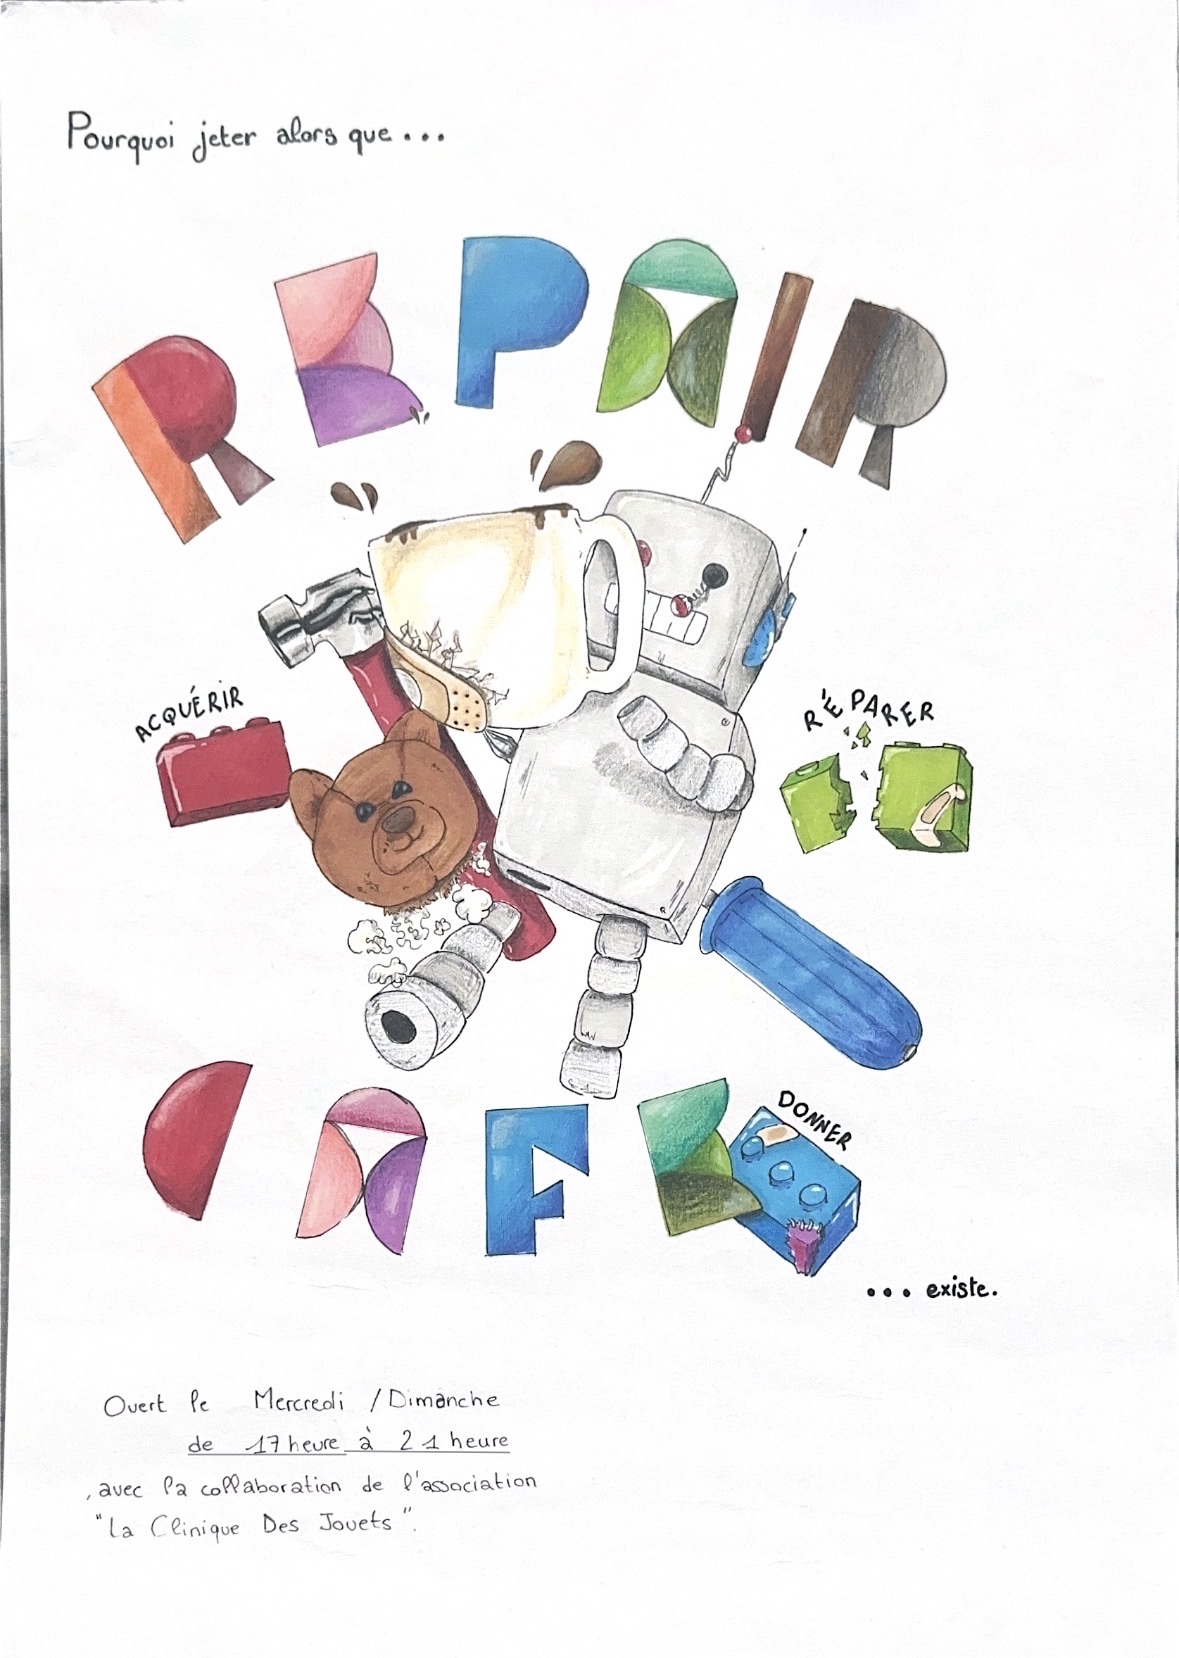 Pourquoi jeter alors que...
REPAIR
ACQUÉRIR
RÉPARER
CAFE
DONNER
... existe.
Ouvert le Mercredi / Dimanche
de 17 heure à 21 heure
, avec la collaboration de l'association
"La Clinique Des Jouets".